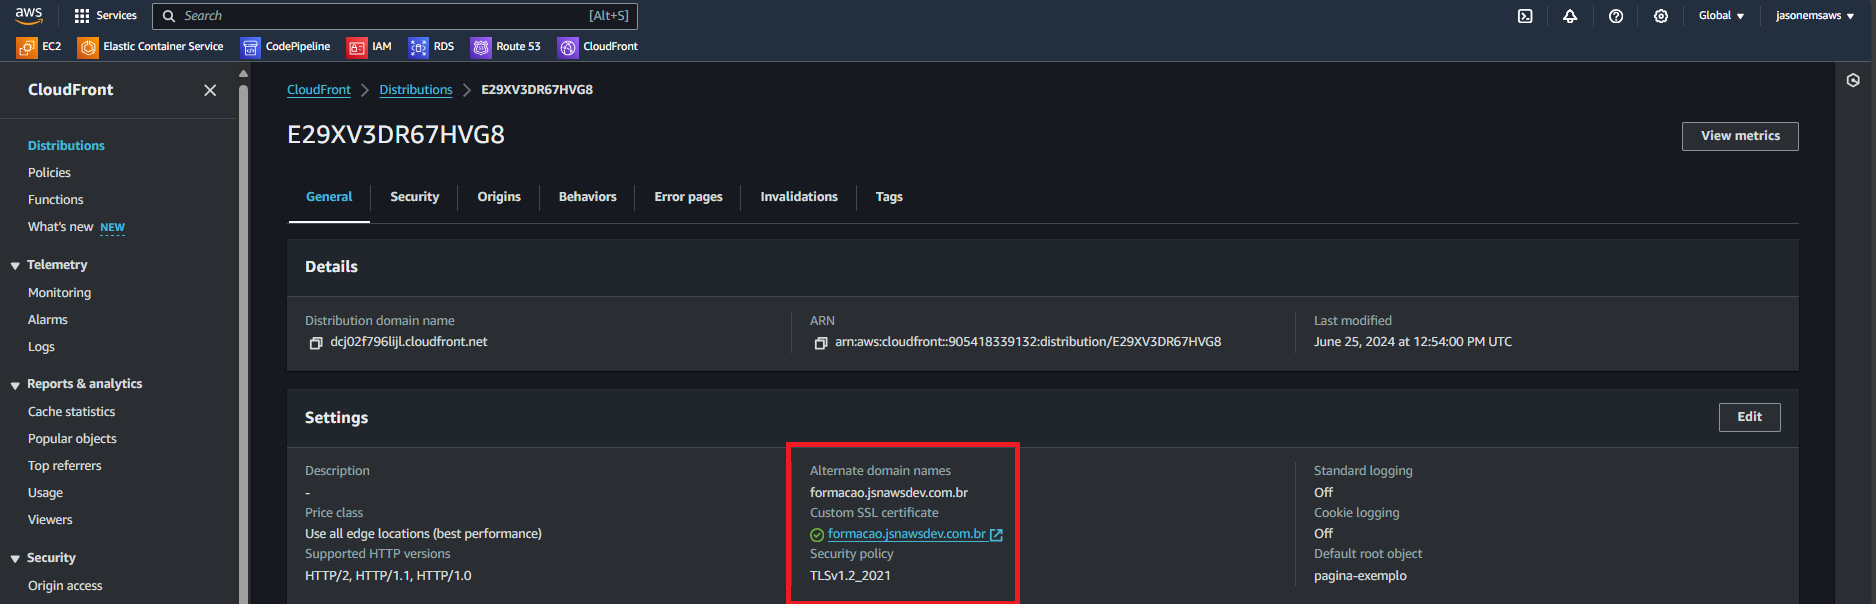 aws
Services
Search
[Alt+S]
Global
jasonemsaws
EC2
Elastic Container Service
CodePipeline
IAM
RDS
Route 53
CloudFront
CloudFront
Distributions
Policies
Functions
What's new NEW
Telemetry
Monitoring
Alarms
Logs
Reports & analytics
Cache statistics
Popular objects
Top referrers
Usage
Viewers
Security
Origin access
CloudFront
Distributions
E29XV3DR67HVG8
E29XV3DR67HVG8
View metrics
General
Security
Origins
Behaviors
Error pages
Invalidations
Tags
Details
Distribution domain name
dcj02f796lijl.cloudfront.net
ARN
arn:aws:cloudfront::905418339132:distribution/E29XV3DR67HVG8
Last modified
June 25, 2024 at 12:54:00 PM UTC
Settings
Edit
Description
-
Price class
Use all edge locations (best performance)
Supported HTTP versions
HTTP/2, HTTP/1.1, HTTP/1.0
Alternate domain names
formacao.jsnawsdev.com.br
Custom SSL certificate
formacao.jsnawsdev.com.br
Security policy
TLSv1.2_2021
Standard logging
Off
Cookie logging
Off
Default root object
pagina-exemplo